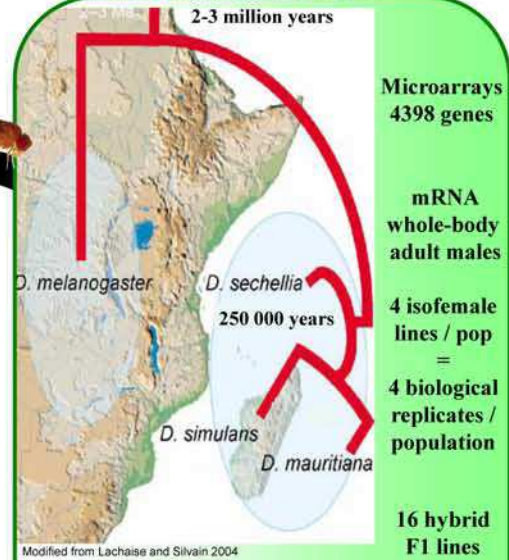 2-3 million years
Microarrays
4398 genes
mRNA
whole-body
adult males
D. melanogaster
D. sechellia
250 000 years
4 isofemale
lines / pop
=
4 biological
replicates /
population
D. simulans
D. mauritiana
16 hybrid
F1 lines
Modified from Lachaise and Silvain 2004